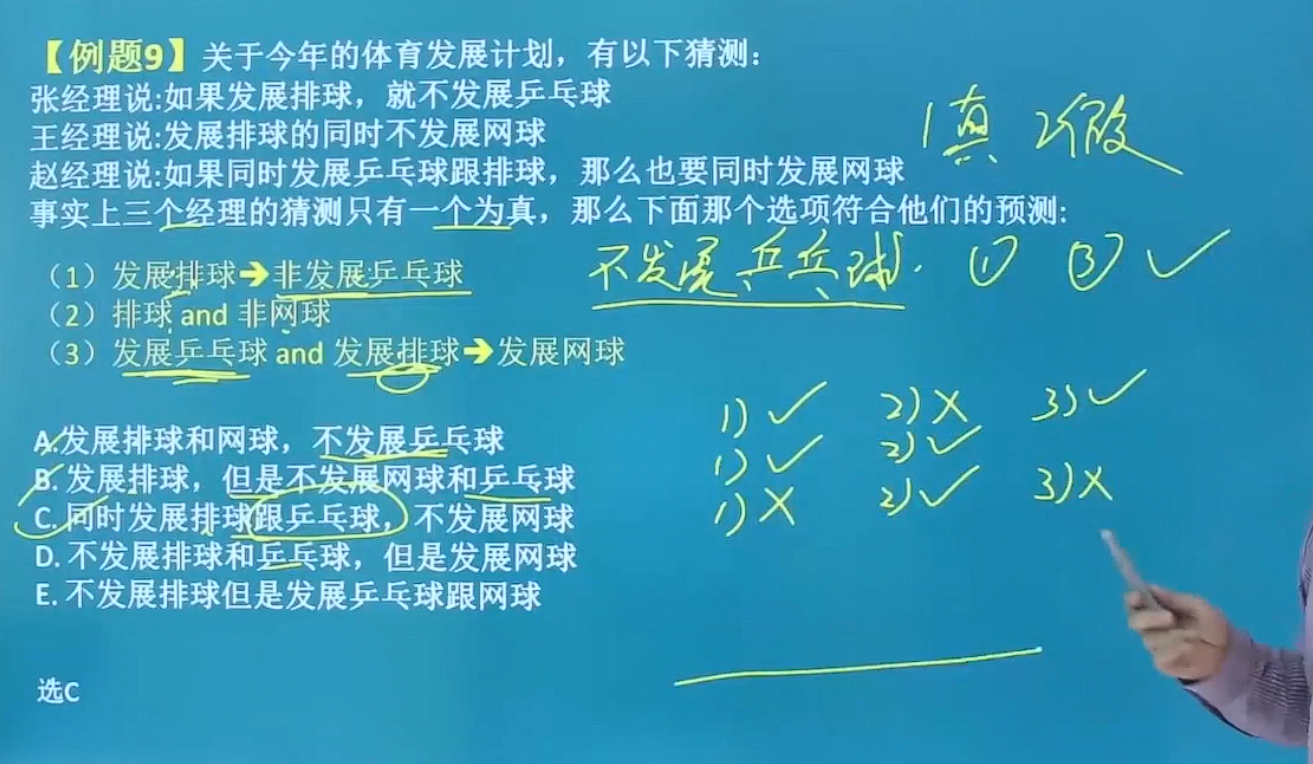 【例题9】关于今年的体育发展计划，有以下猜测：
张经理说:如果发展排球，就不发展乒乓球
王经理说:发展排球的同时不发展网球
赵经理说:如果同时发展乒乓球跟排球，那么也要同时发展网球
事实上三个经理的猜测只有一个为真，那么下面那个选项符合他们的预测:
1真 2假
（1）发展排球➔非发展乒乓球
不发展乒乓球. ① ③ ✓
（2）排球 and 非网球
（3）发展乒乓球 and 发展排球➔发展网球
1) ✓ 2) X 3) ✓
1) ✓ 2) ✓
1) X 2) ✓ 3) X
A.发展排球和网球，不发展乒乓球
B. 发展排球，但是不发展网球和乒乓球
C. 同时发展排球跟乒乓球，不发展网球
D. 不发展排球和乒乓球，但是发展网球
E. 不发展排球但是发展乒乓球跟网球
选C